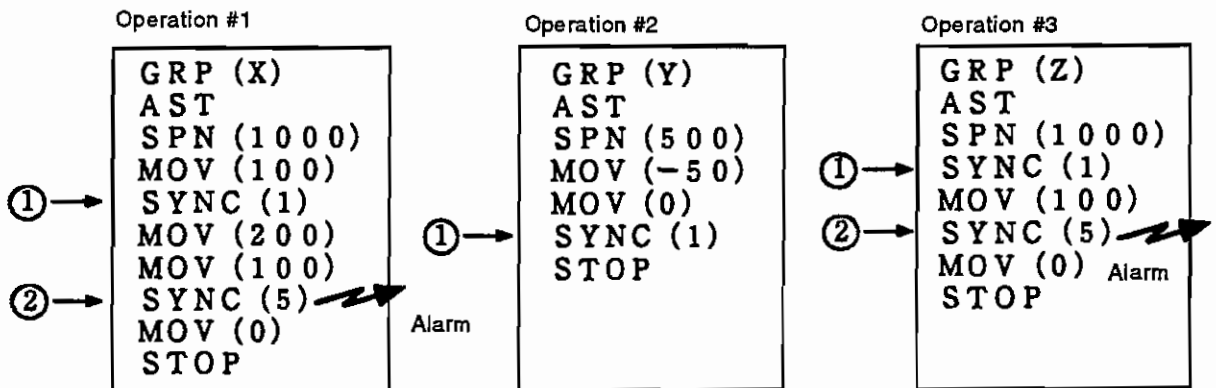 Operation #1
GRP (X)
AST
SPN (1000)
MOV (100)
① SYNC (1)
MOV (200)
MOV (100)
② SYNC (5)
Alarm
MOV (0)
STOP
Operation #2
GRP (Y)
AST
SPN (500)
MOV (-50)
MOV (0)
① SYNC (1)
STOP
Operation #3
GRP (Z)
AST
SPN (1000)
① SYNC (1)
MOV (100)
② SYNC (5)
MOV (0) Alarm
STOP